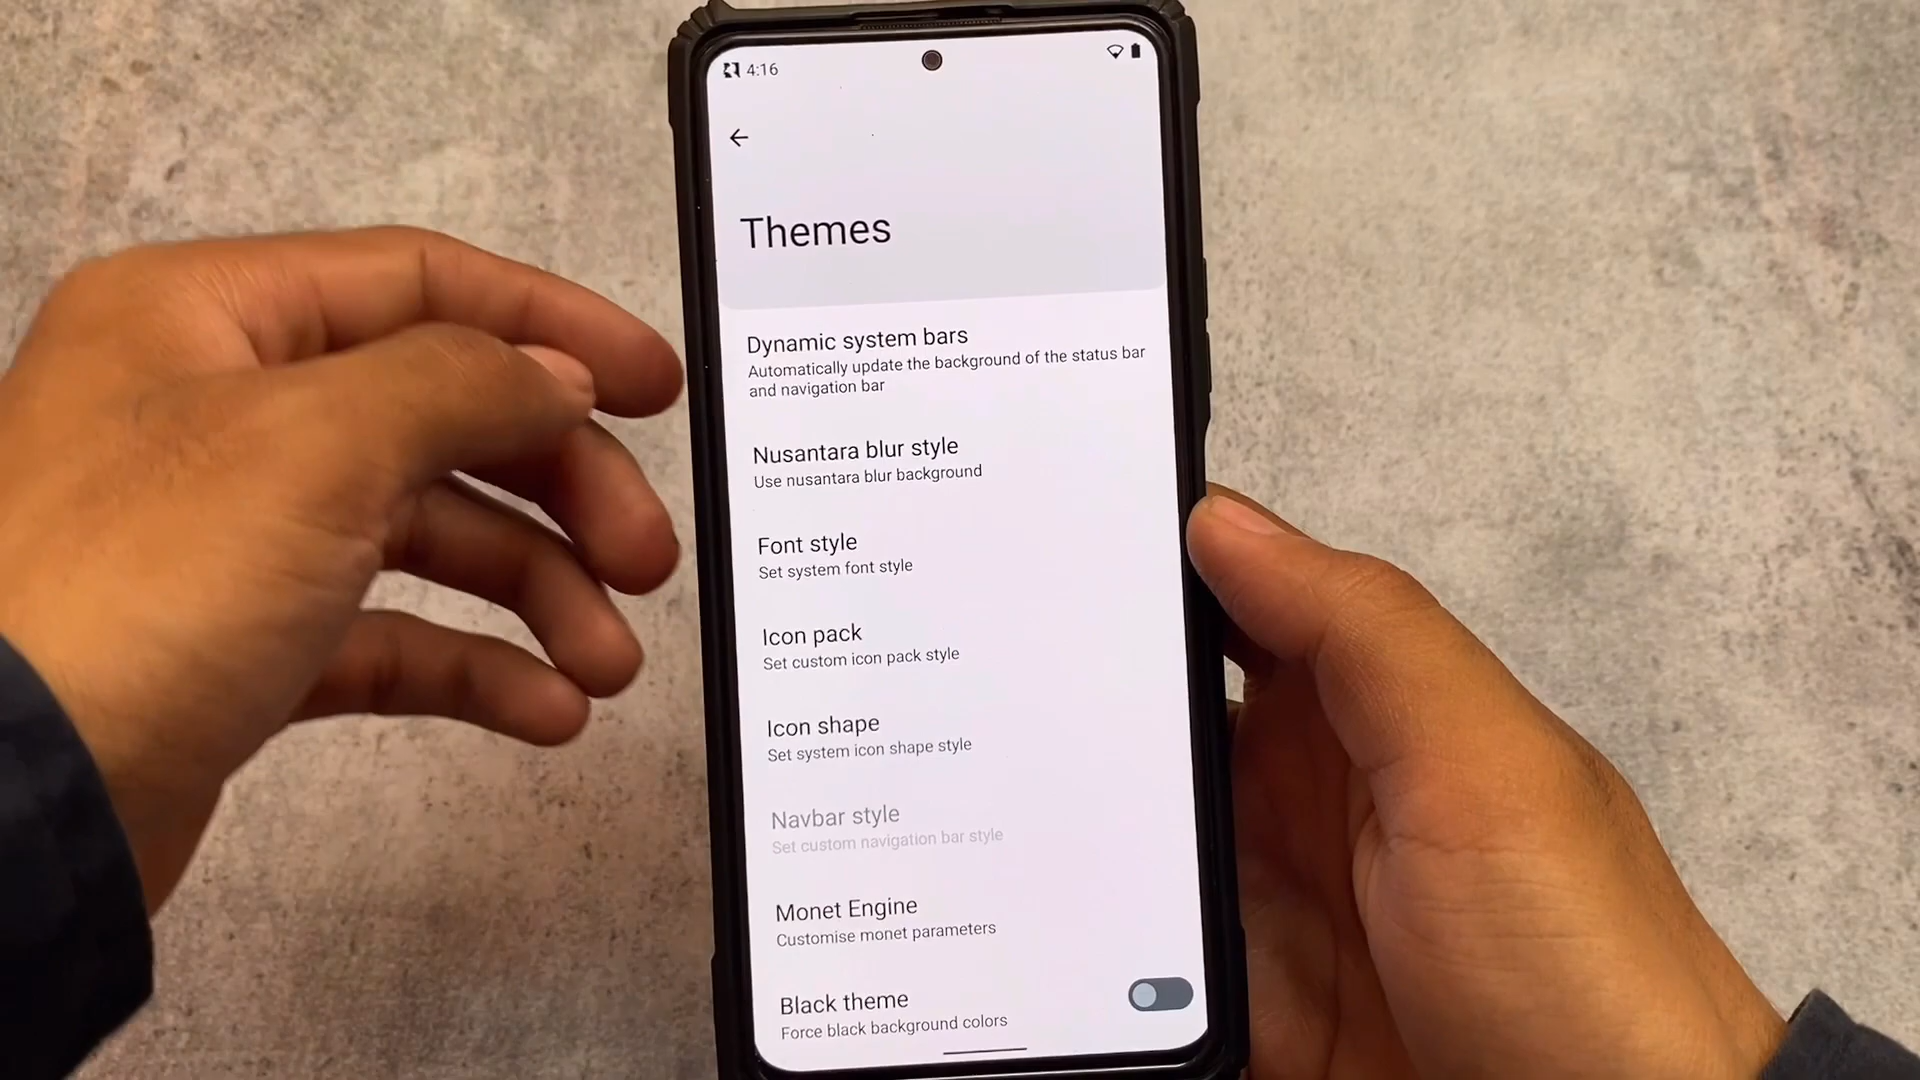 4:16
Themes
Dynamic system bars
Automatically update the background of the status bar
and navigation bar
Nusantara blur style
Use nusantara blur background
Font style
Set system font style
Icon pack
Set custom icon pack style
Icon shape
Set system icon shape style
Navbar style
Set custom navigation bar style
Monet Engine
Customise monet parameters
Black theme
Force black background colors